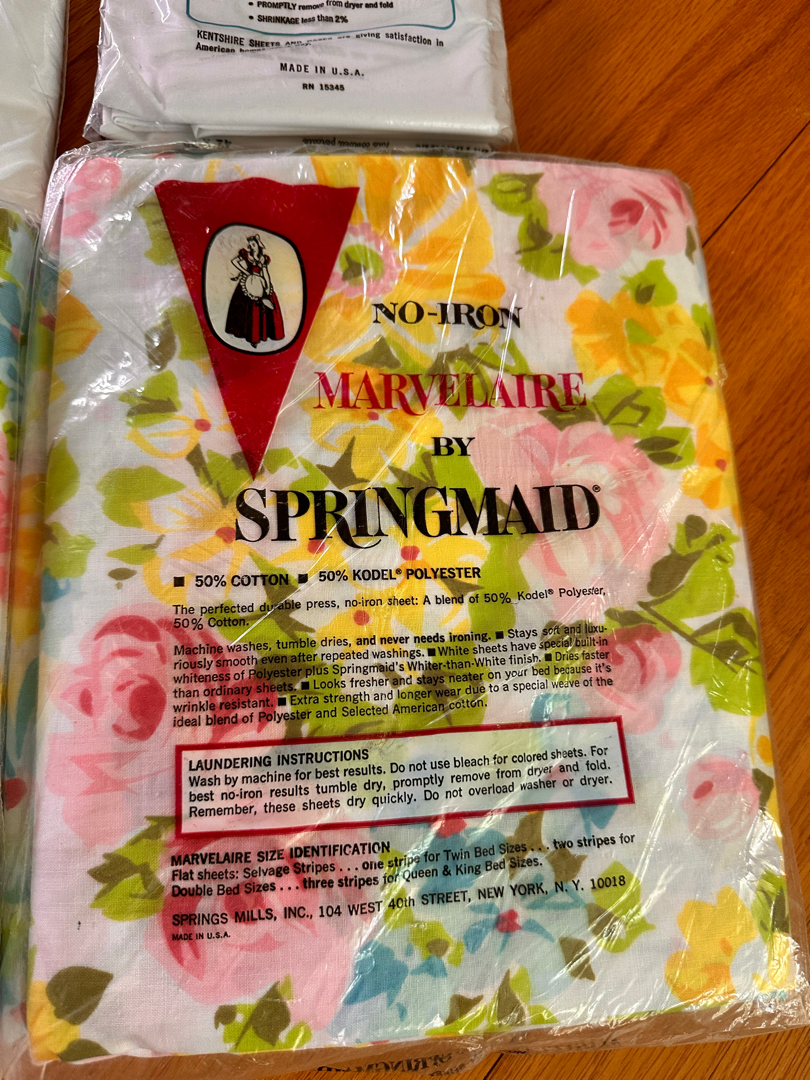 • PROMPTLY remove from dryer and fold
• SHRINKAGE less than 2%
KENTSHIRE SHEETS AND are giving satisfaction in
American
MADE IN U.S.A.
RN 15345
NO-IRON
MARVELAIRE
BY
SPRINGMAID®
■ 50% COTTON ■ 50% KODEL® POLYESTER
The perfected durable press, no-iron sheet: A blend of 50% Kodel® Polyester,
50% Cotton.
Machine washes, tumble dries, and never needs ironing. ■ Stays soft and luxu-
riously smooth even after repeated washings. ■ White sheets have special built-in
whiteness of Polyester plus Springmaid's Whiter-than-White finish. ■ Dries faster
than ordinary sheets. ■ Looks fresher and stays neater on your bed because it's
wrinkle resistant. ■ Extra strength and longer wear due to a special weave of the
ideal blend of Polyester and Selected American cotton.
LAUNDERING INSTRUCTIONS
Wash by machine for best results. Do not use bleach for colored sheets. For
best no-iron results tumble dry, promptly remove from dryer and fold.
Remember, these sheets dry quickly. Do not overload washer or dryer.
MARVELAIRE SIZE IDENTIFICATION
Flat sheets: Selvage Stripes . . . one stripe for Twin Bed Sizes . . . two stripes for
Double Bed Sizes . . . three stripes for Queen & King Bed Sizes.
SPRINGS MILLS, INC., 104 WEST 40th STREET, NEW YORK, N. Y. 10018
MADE IN U.S.A.
SPRINGMAID